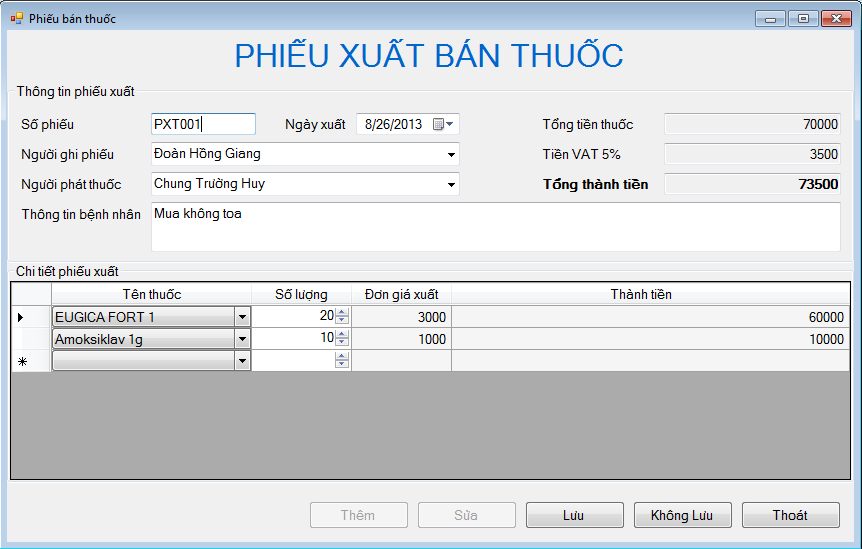 Phiếu bán thuốc
PHIẾU XUẤT BÁN THUỐC
Thông tin phiếu xuất
Số phiếu PXT001 Ngày xuất 8/26/2013 Tổng tiền thuốc 70000
Người ghi phiếu Đoàn Hồng Giang Tiền VAT 5% 3500
Người phát thuốc Chung Trường Huy Tổng thành tiền 73500
Thông tin bệnh nhân Mua không toa
Chi tiết phiếu xuất
Tên thuốc Số lượng Đơn giá xuất Thành tiền
EUGICA FORT 1 20 3000 60000
Amoksiklav 1g 10 1000 10000
Thêm Sửa Lưu Không Lưu Thoát